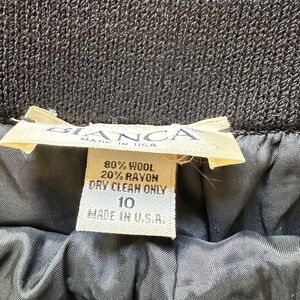 BIANCA
MADE IN USA
80% WOOL
20% RAYON
DRY CLEAN ONLY
10
MADE IN U.S.A.